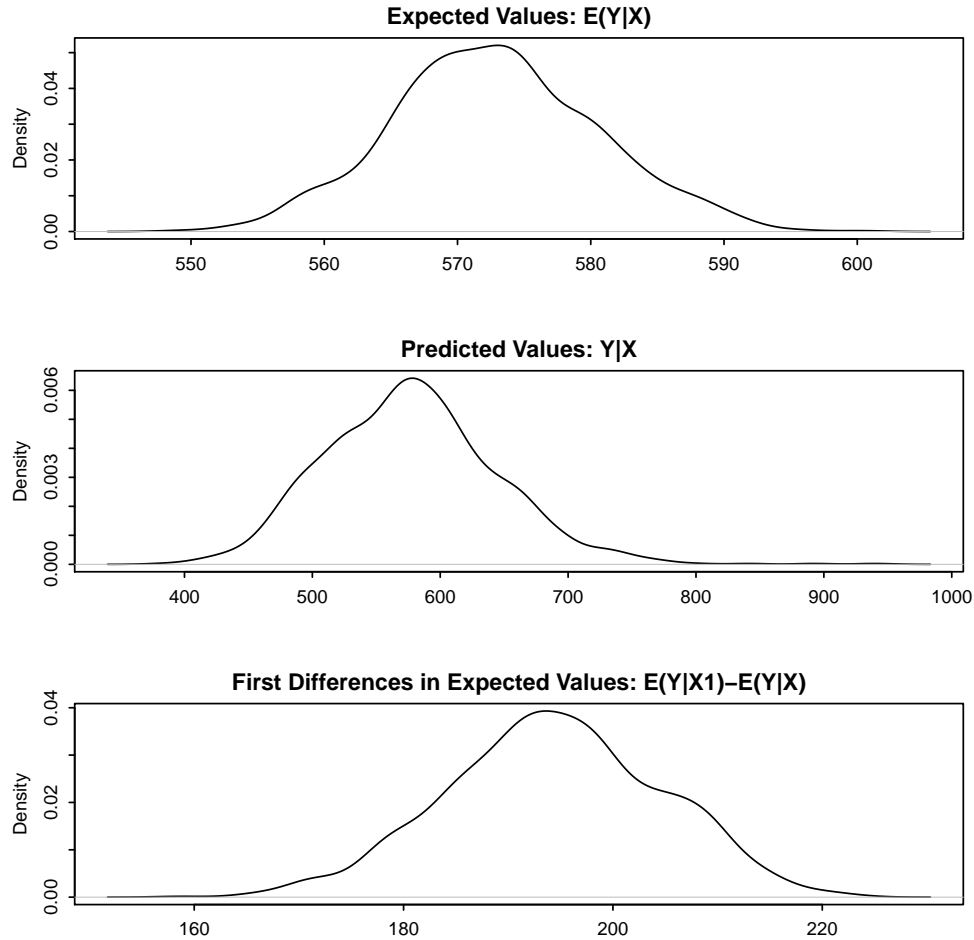 Expected Values: E(Y|X)
Density
0.00 0.02 0.04
550 560 570 580 590 600
Predicted Values: Y|X
Density
0.000 0.003 0.006
400 500 600 700 800 900 1000
First Differences in Expected Values: E(Y|X1)−E(Y|X)
Density
0.00 0.02 0.04
160 180 200 220